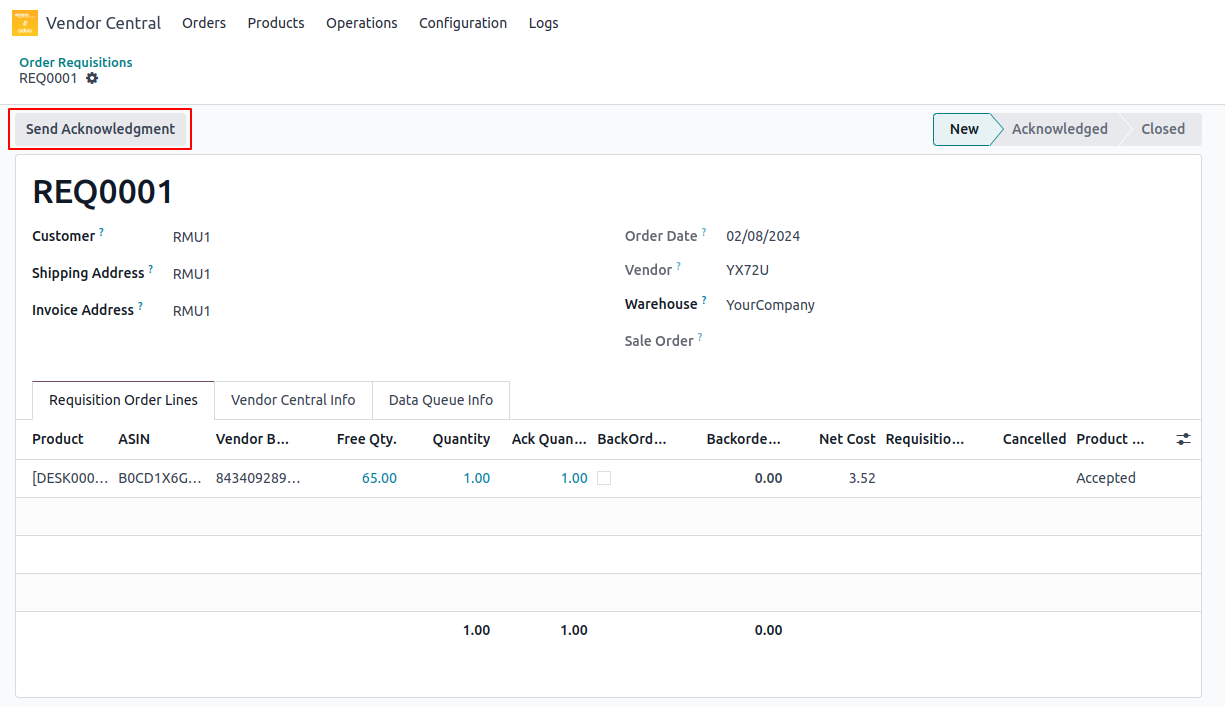 Vendor Central Orders Products Operations Configuration Logs
Order Requisitions
REQ0001
Send Acknowledgment New Acknowledged Closed
REQ0001
Customer ? RMU1 Order Date ? 02/08/2024
Shipping Address ? RMU1 Vendor ? YX72U
Invoice Address ? RMU1 Warehouse ? YourCompany
Sale Order ?
Requisition Order Lines Vendor Central Info Data Queue Info
Product ASIN Vendor B... Free Qty. Quantity Ack Quan... BackOrd... Backorde... Net Cost Requisitio... Cancelled Product ...
[DESK000... B0CD1X6G...843409289... 65.00 1.00 1.00 0.00 3.52 Accepted
1.00 1.00 0.00